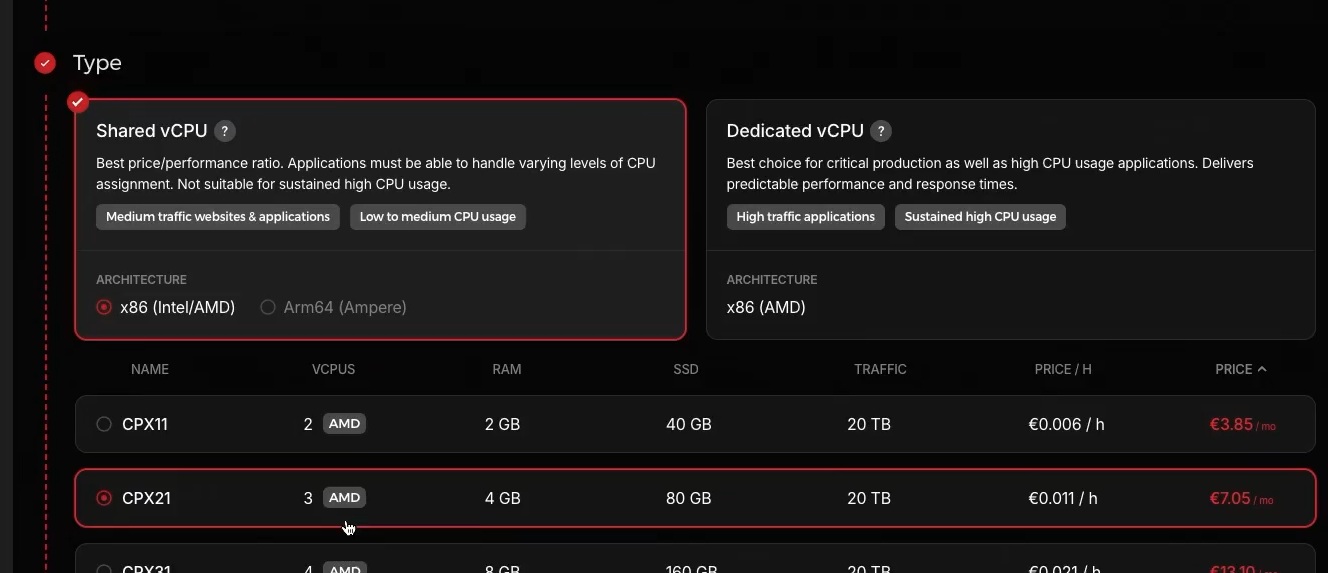 Type
Shared vCPU ?
Best price/performance ratio. Applications must be able to handle varying levels of CPU
assignment. Not suitable for sustained high CPU usage.
Medium traffic websites & applications Low to medium CPU usage
ARCHITECTURE
x86 (Intel/AMD) Arm64 (Ampere)
Dedicated vCPU ?
Best choice for critical production as well as high CPU usage applications. Delivers
predictable performance and response times.
High traffic applications Sustained high CPU usage
ARCHITECTURE
x86 (AMD)
NAME VCPUS RAM SSD TRAFFIC PRICE / H PRICE
CPX11 2 AMD 2 GB 40 GB 20 TB €0.006 / h €3.85 / mo
CPX21 3 AMD 4 GB 80 GB 20 TB €0.011 / h €7.05 / mo
CPX31 4 AMD 8 GB 160 GB 20 TB €0.021 / h €13.10 / mo